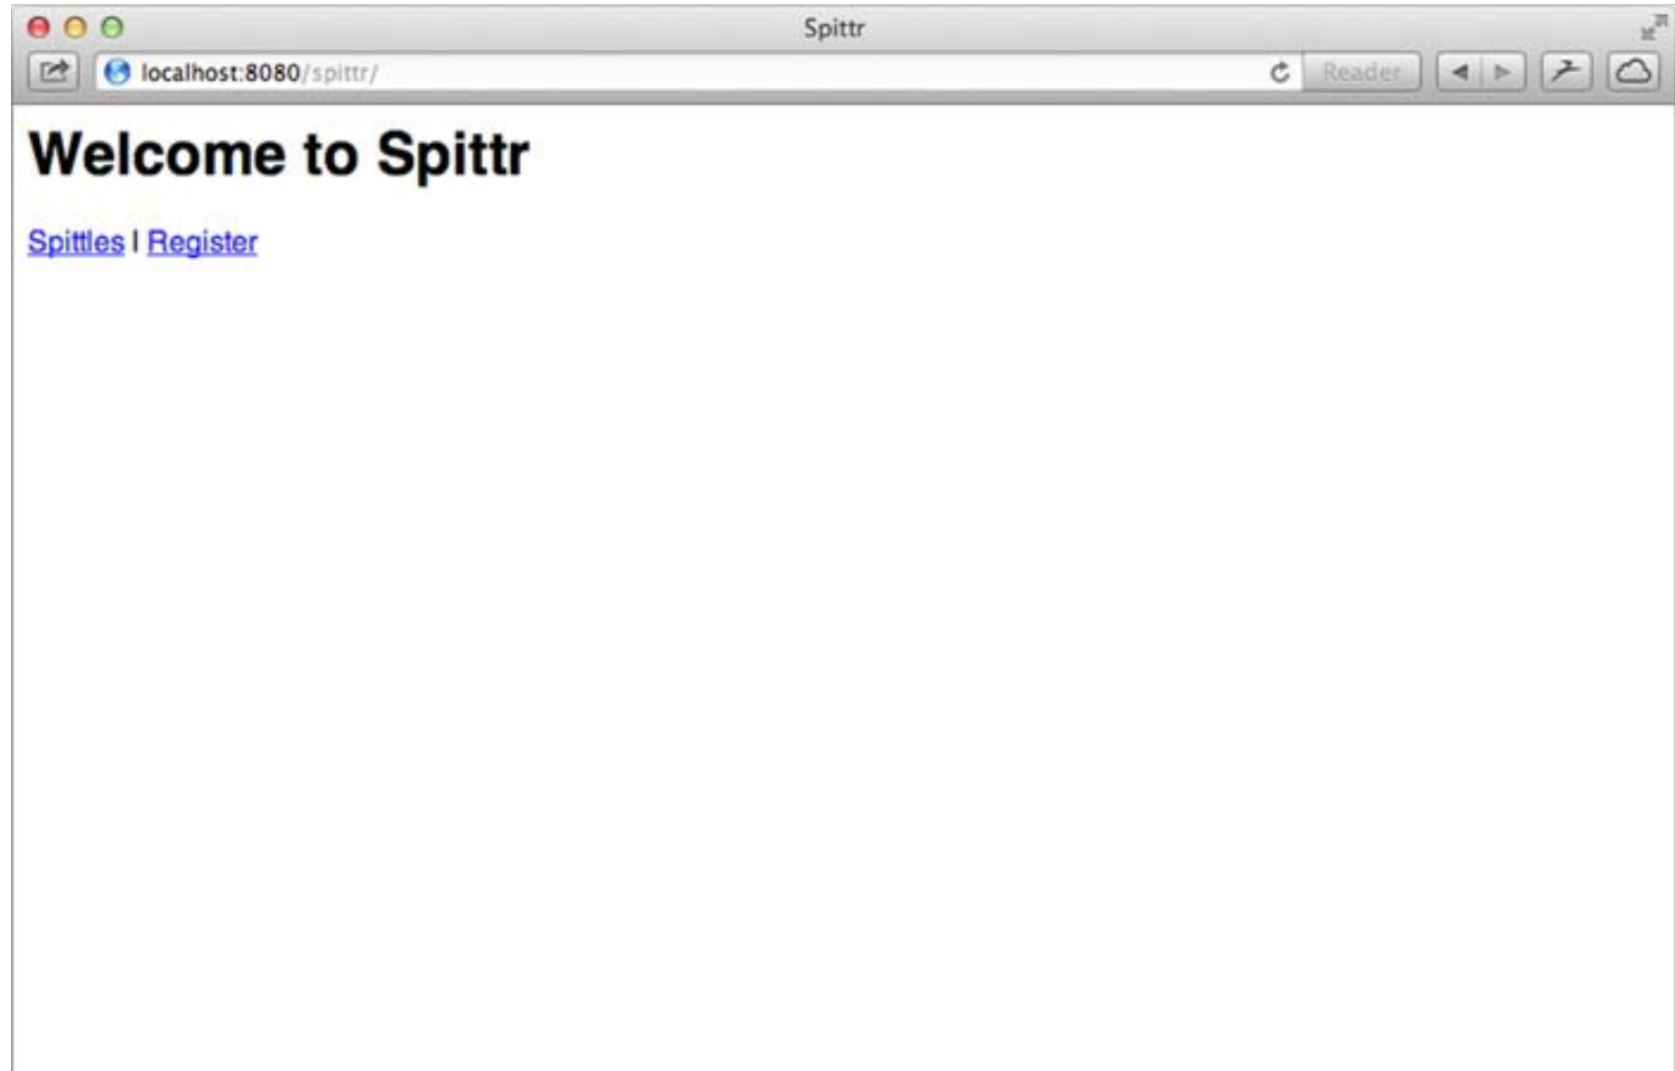 Spittr
localhost:8080/spittr/ Reader
Welcome to Spittr
Spittles | Register